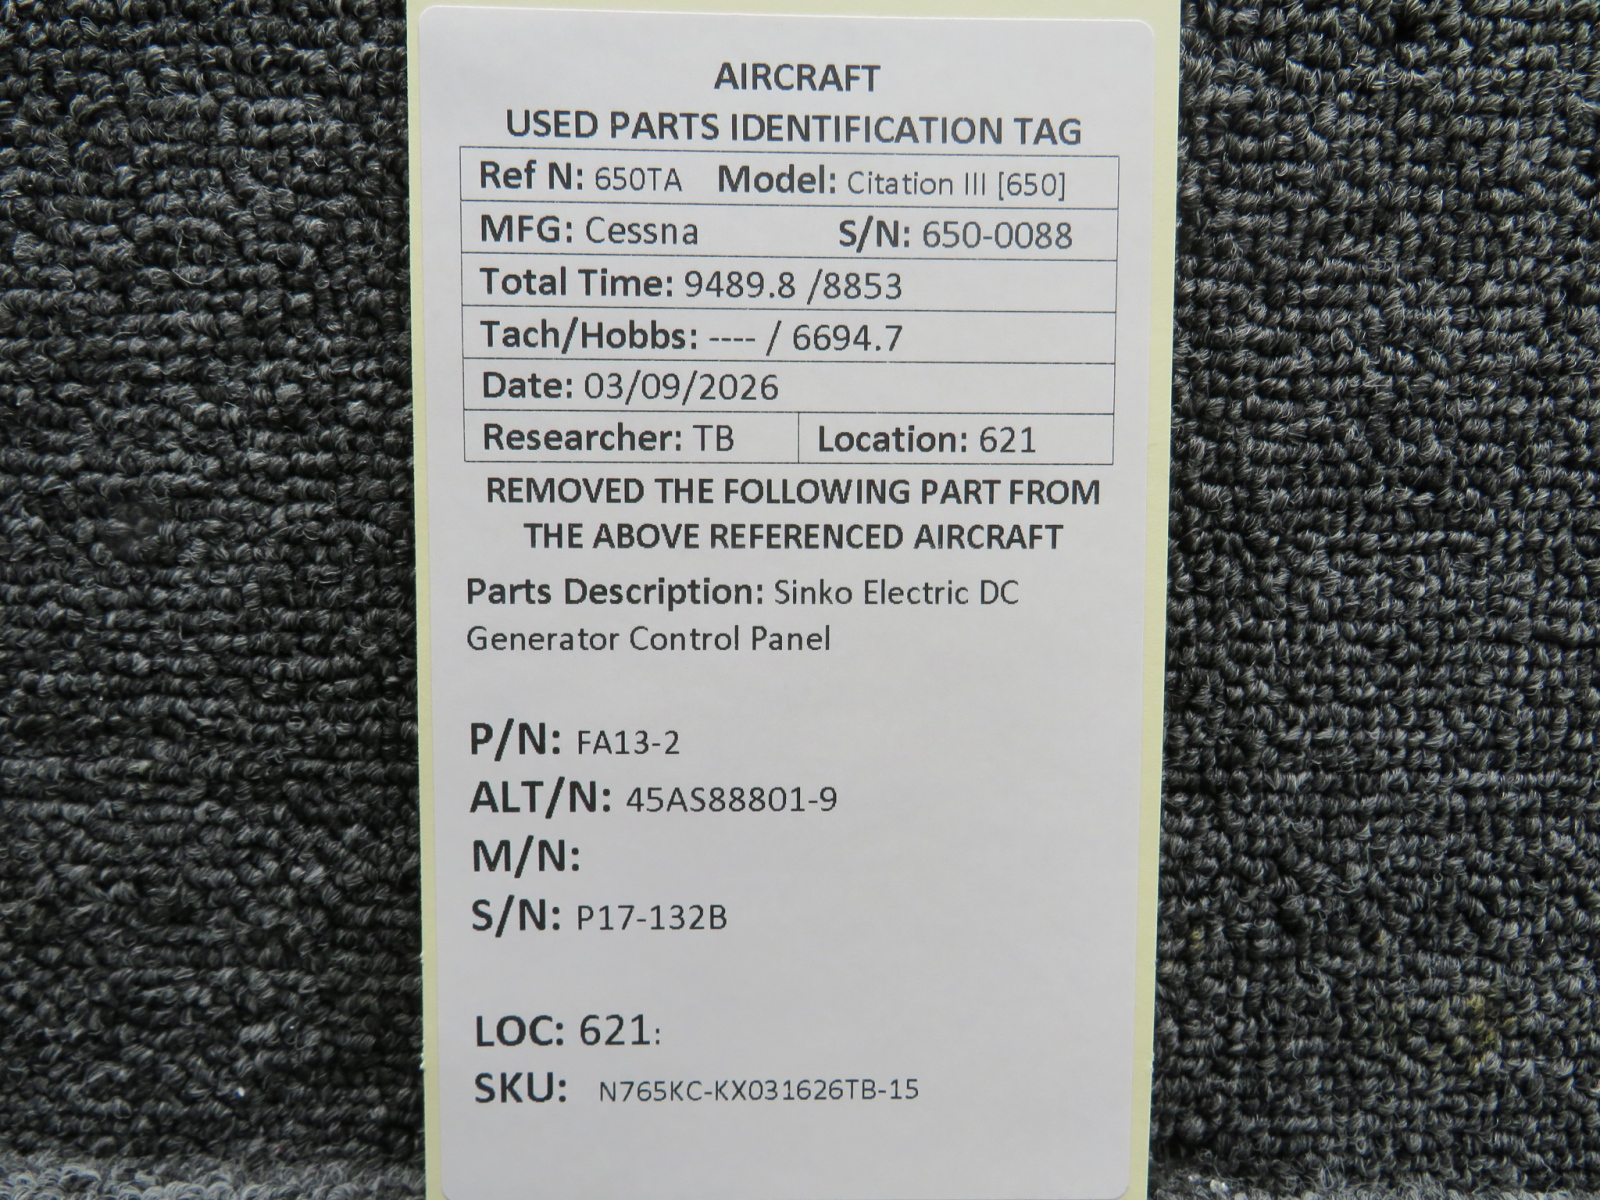 AIRCRAFT
USED PARTS IDENTIFICATION TAG
Ref N: 650TA Model: Citation III [650]
MFG: Cessna S/N: 650-0088
Total Time: 9489.8 /8853
Tach/Hobbs: ---- / 6694.7
Date: 03/09/2026
Researcher: TB Location: 621
REMOVED THE FOLLOWING PART FROM
THE ABOVE REFERENCED AIRCRAFT
Parts Description: Sinko Electric DC
Generator Control Panel
P/N: FA13-2
ALT/N: 45AS88801-9
M/N:
S/N: P17-132B
LOC: 621:
SKU: N765KC-KX031626TB-15